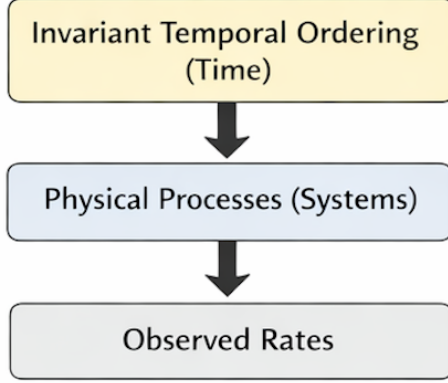 Invariant Temporal Ordering
(Time)
Physical Processes (Systems)
Observed Rates